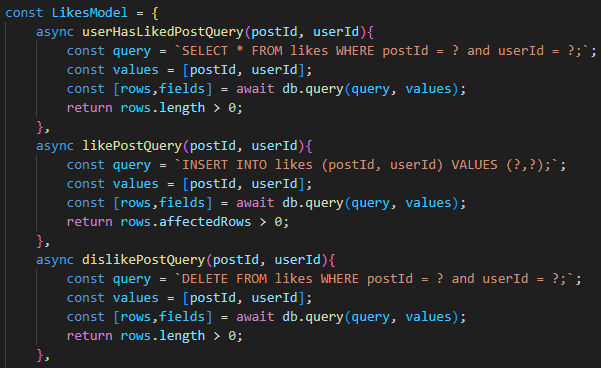 const LikesModel = {
    async userHasLikedPostQuery(postId, userId){
        const query = `SELECT * FROM likes WHERE postId = ? and userId = ?;`;
        const values = [postId, userId];
        const [rows,fields] = await db.query(query, values);
        return rows.length > 0;
    },
    async likePostQuery(postId, userId){
        const query = `INSERT INTO likes (postId, userId) VALUES (?,?);`;
        const values = [postId, userId];
        const [rows,fields] = await db.query(query, values);
        return rows.affectedRows > 0;
    },
    async dislikePostQuery(postId, userId){
        const query = `DELETE FROM likes WHERE postId = ? and userId = ?;`;
        const values = [postId, userId];
        const [rows,fields] = await db.query(query, values);
        return rows.length > 0;
    },